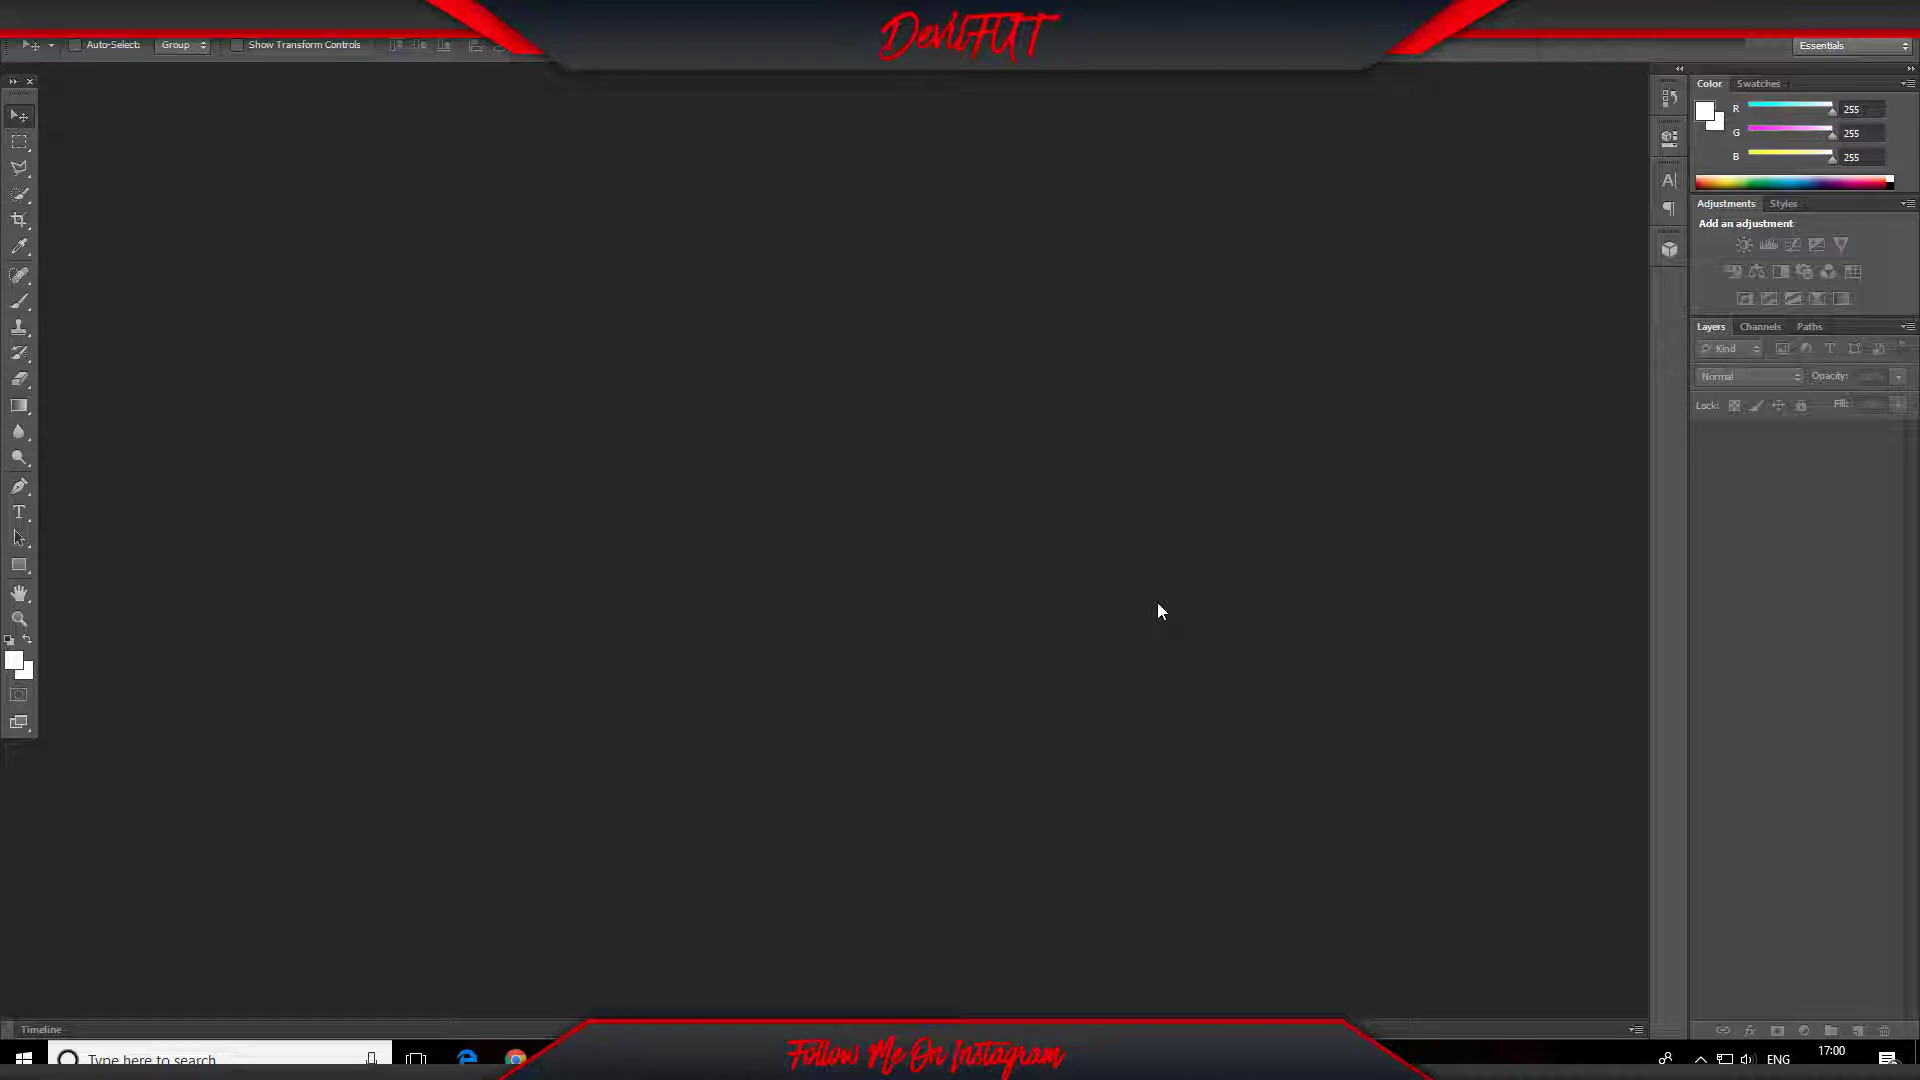 DevilFUT
Auto-Select:
Group
Show Transform Controls
Essentials
Color
Swatches
R
255
G
255
B
255
Adjustments
Styles
Add an adjustment
Layers
Channels
Paths
Kind
Normal
Opacity:
Lock:
Fill:
Timeline
Type here to search
Follow Me On Instagram
ENG
17:00